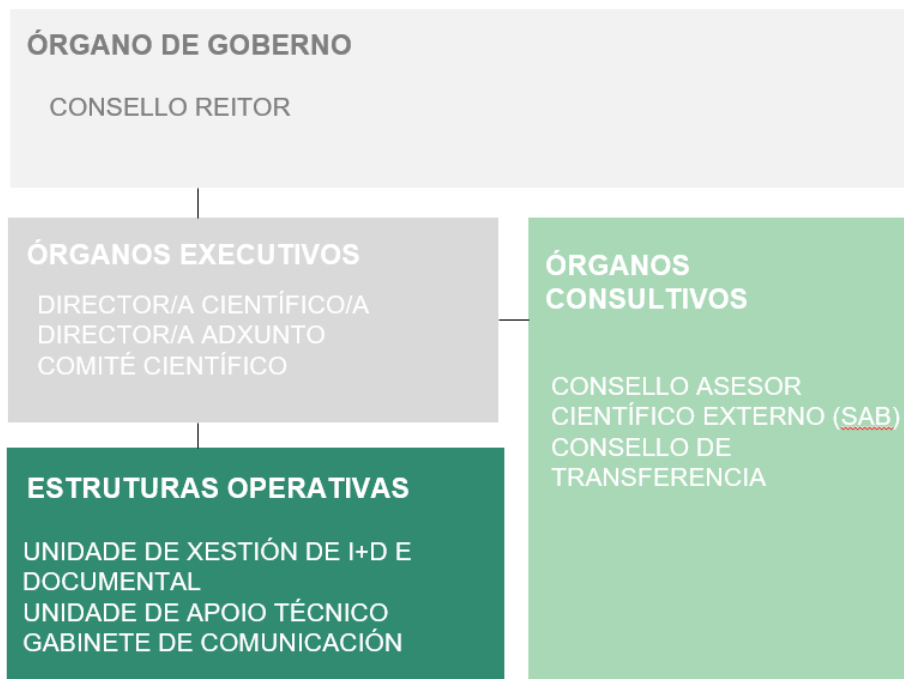 ÓRGANO DE GOBERNO
CONSELLO REITOR
ÓRGANOS EXECUTIVOS
DIRECTOR/A CIENTÍFICO/A
DIRECTOR/A ADXUNTO
COMITÉ CIENTÍFICO
ÓRGANOS
CONSULTIVOS
CONSELLO ASESOR
CIENTÍFICO EXTERNO (SAB)
CONSELLO DE
TRANSFERENCIA
ESTRUTURAS OPERATIVAS
UNIDADE DE XESTIÓN DE I+D E
DOCUMENTAL
UNIDADE DE APOIO TÉCNICO
GABINETE DE COMUNICACIÓN